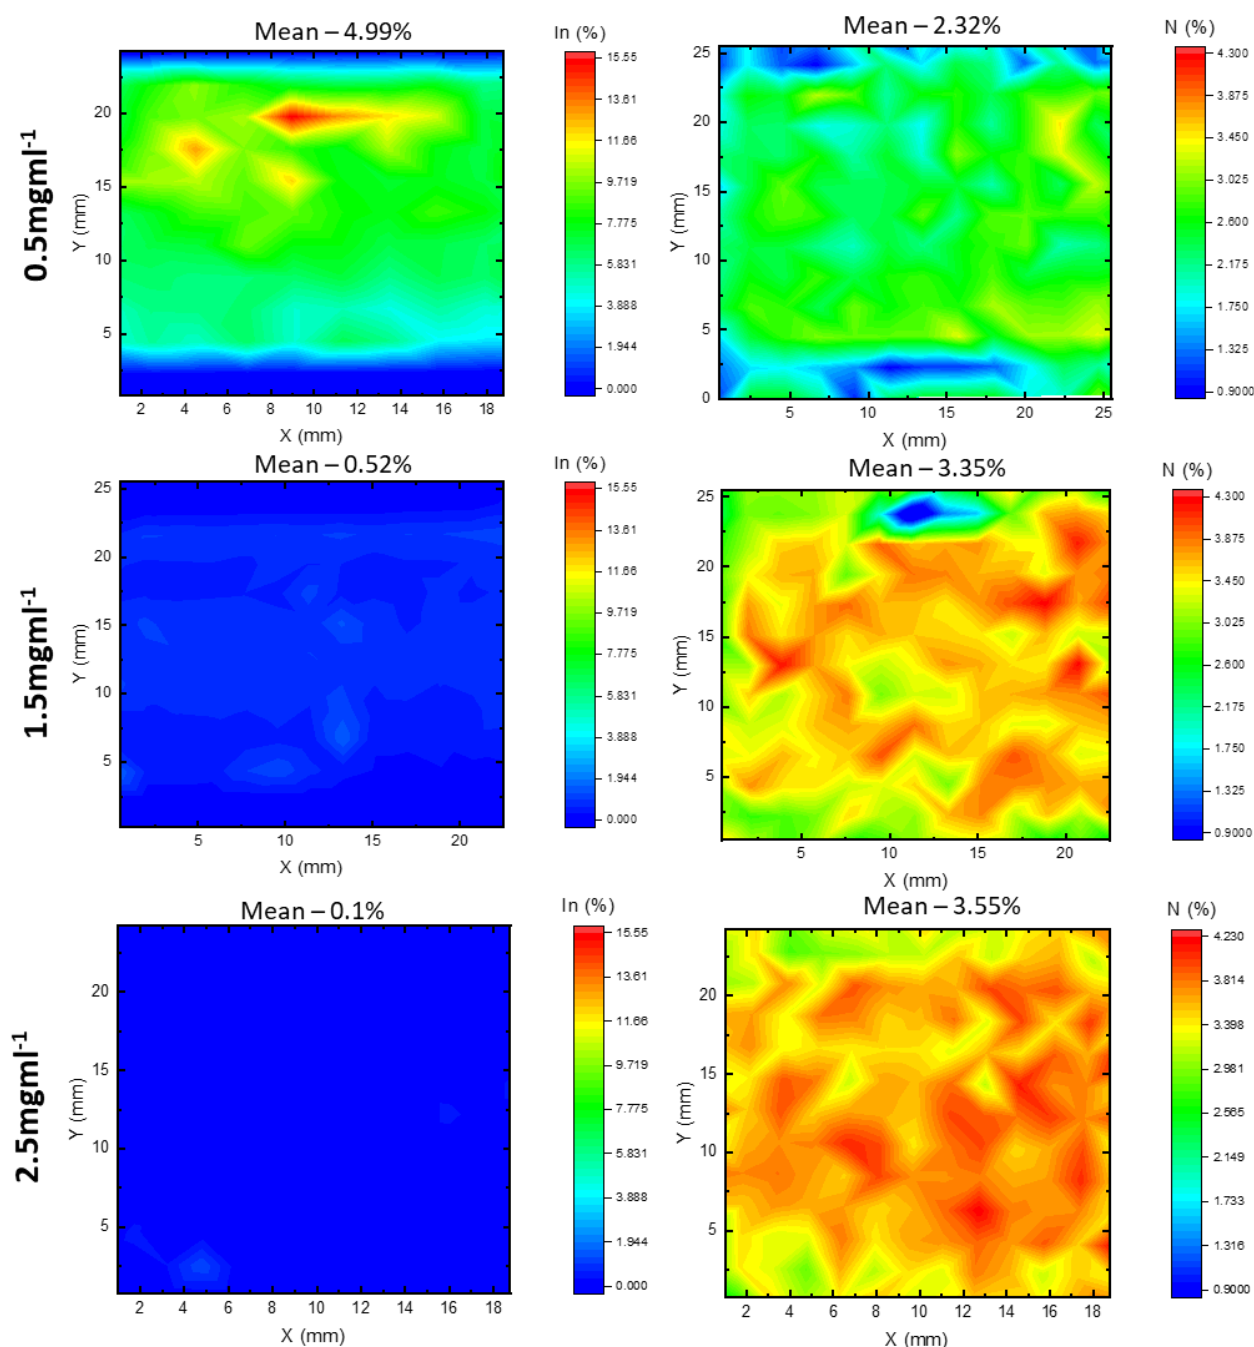 0.5mgml-1
Mean – 4.99%
In (%)
15.55
13.61
11.66
9.719
7.775
5.831
3.888
1.944
0.000
Y (mm)
20
15
10
5
2 4 6 8 10 12 14 16 18
X (mm)
Mean – 2.32%
N (%)
4.300
3.875
3.450
3.025
2.600
2.175
1.750
1.325
0.9000
Y (mm)
25
20
15
10
5
0
5 10 15 20 25
X (mm)
1.5mgml-1
Mean – 0.52%
In (%)
15.55
13.61
11.66
9.719
7.775
5.831
3.888
1.944
0.000
Y (mm)
25
20
15
10
5
5 10 15 20
X (mm)
Mean – 3.35%
N (%)
4.300
3.875
3.450
3.025
2.600
2.175
1.750
1.325
0.9000
Y (mm)
25
20
15
10
5
5 10 15 20
X (mm)
2.5mgml-1
Mean – 0.1%
In (%)
15.55
13.61
11.66
9.719
7.775
5.831
3.888
1.944
0.000
Y (mm)
20
15
10
5
2 4 6 8 10 12 14 16 18
X (mm)
Mean – 3.55%
N (%)
4.230
3.814
3.398
2.981
2.565
2.149
1.733
1.316
0.9000
Y (mm)
20
15
10
5
2 4 6 8 10 12 14 16 18
X (mm)